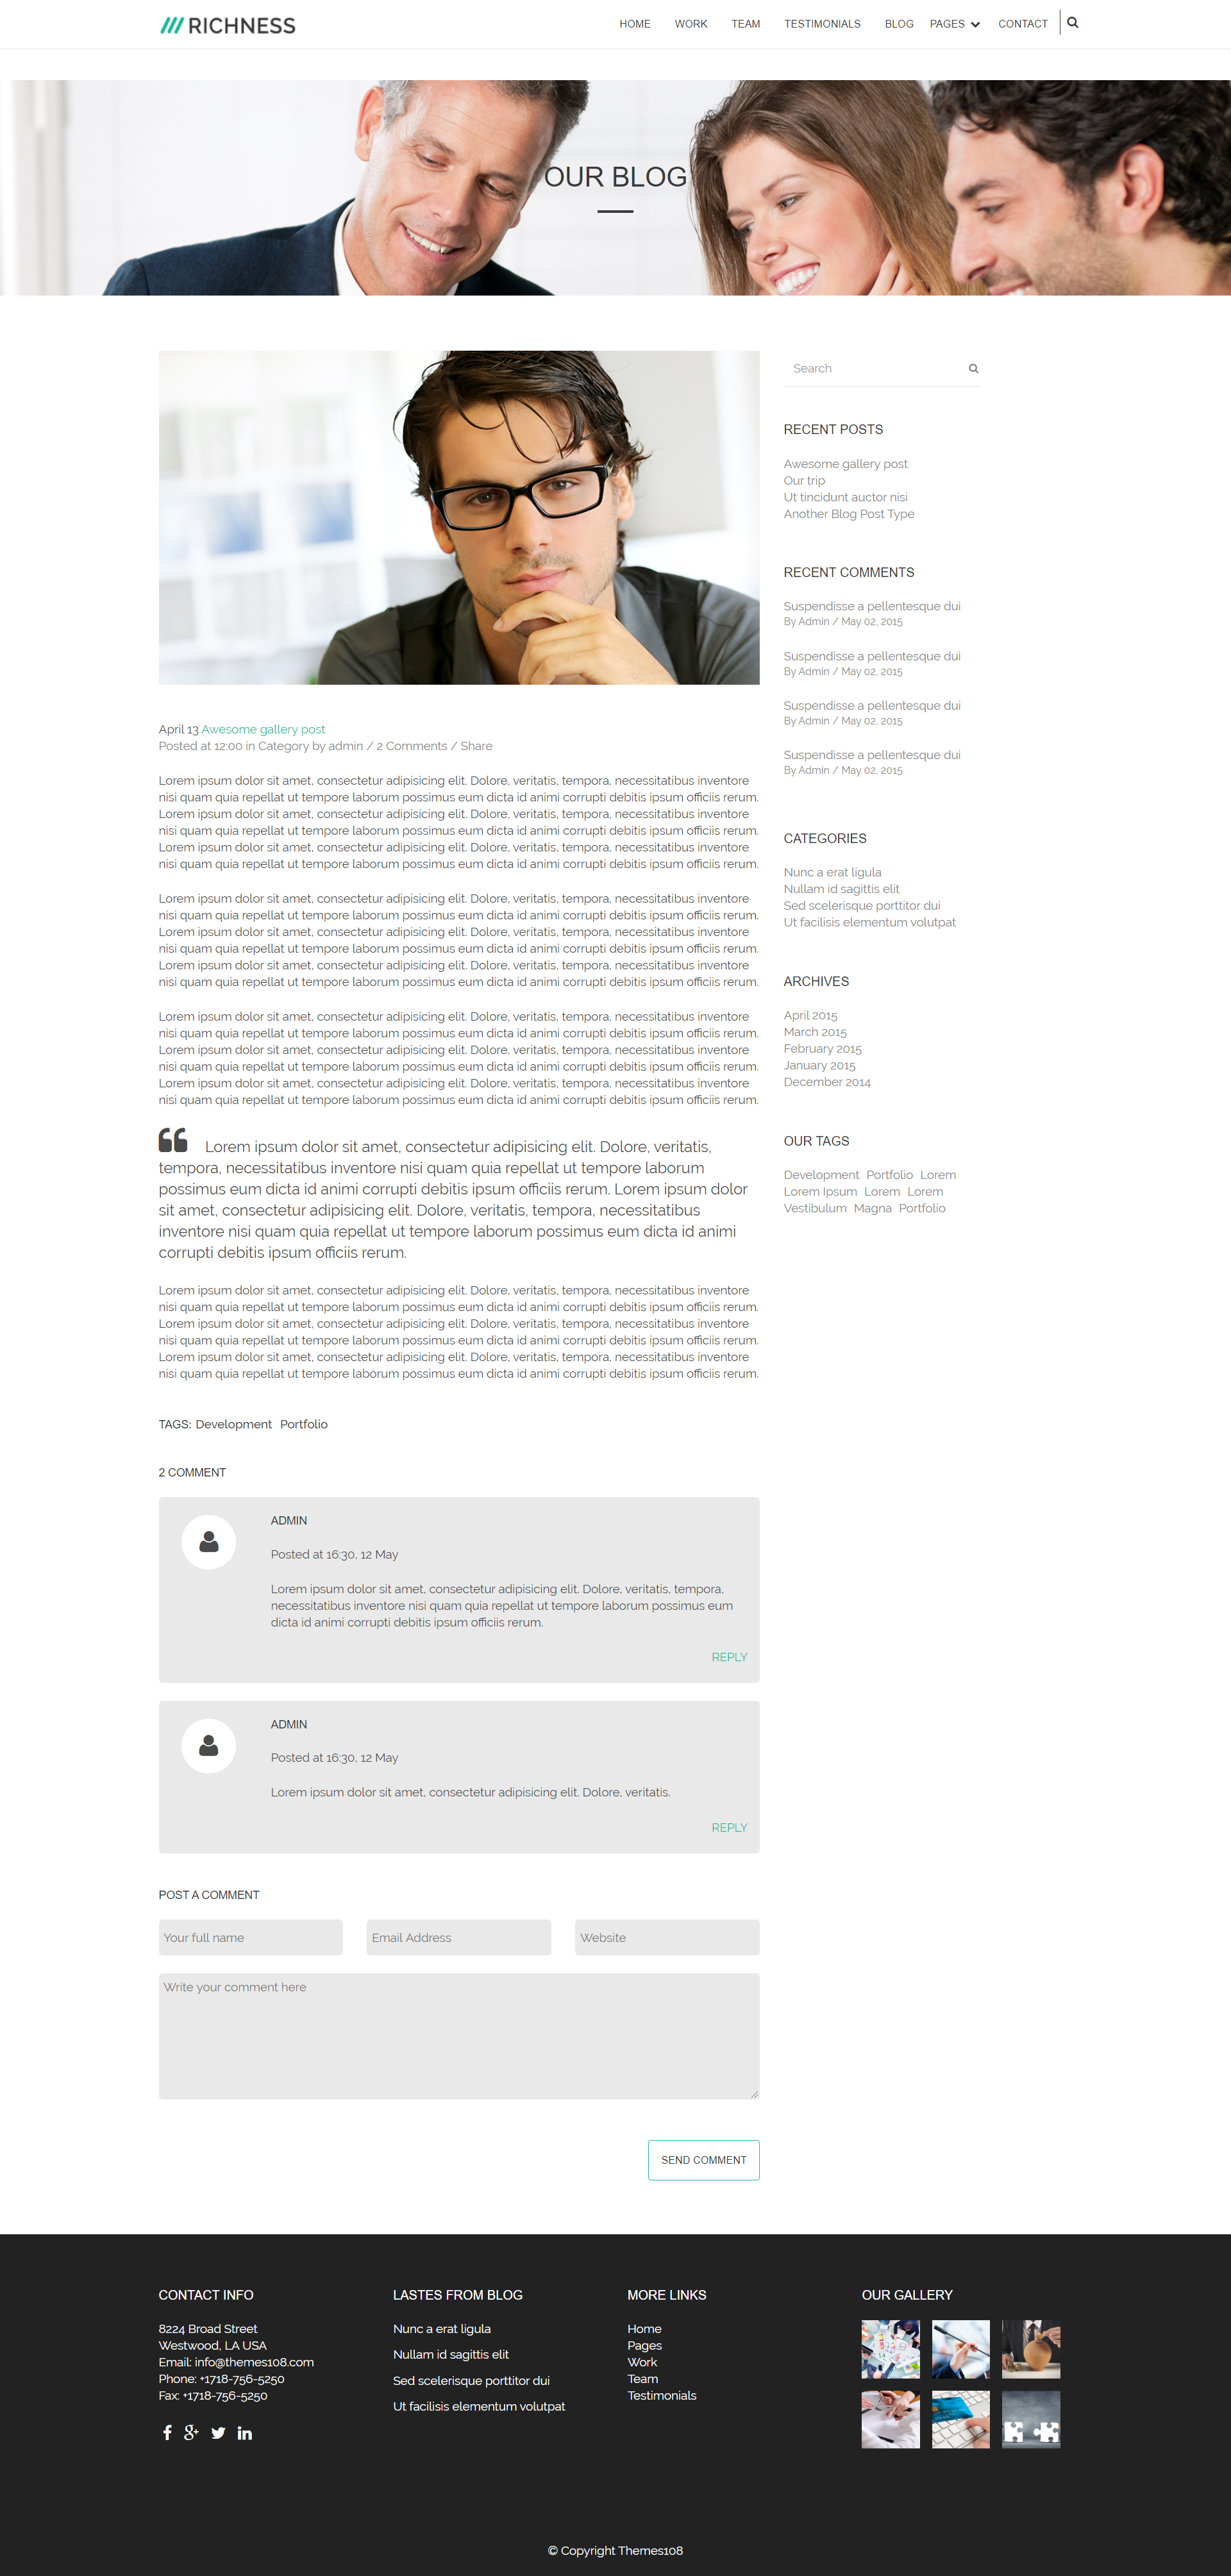 RICHNESS
HOME WORK TEAM TESTIMONIALS BLOG PAGES CONTACT
OUR BLOG
April 13 Awesome gallery post
Posted at 12:00 in Category by admin / 2 Comments / Share
Lorem ipsum dolor sit amet, consectetur adipisicing elit. Dolore, veritatis, tempora, necessitatibus inventore
nisi quam quia repellat ut tempore laborum possimus eum dicta id animi corrupti debitis ipsum officiis rerum.
Lorem ipsum dolor sit amet, consectetur adipisicing elit. Dolore, veritatis, tempora, necessitatibus inventore
nisi quam quia repellat ut tempore laborum possimus eum dicta id animi corrupti debitis ipsum officiis rerum.
Lorem ipsum dolor sit amet, consectetur adipisicing elit. Dolore, veritatis, tempora, necessitatibus inventore
nisi quam quia repellat ut tempore laborum possimus eum dicta id animi corrupti debitis ipsum officiis rerum.
Lorem ipsum dolor sit amet, consectetur adipisicing elit. Dolore, veritatis, tempora, necessitatibus inventore
nisi quam quia repellat ut tempore laborum possimus eum dicta id animi corrupti debitis ipsum officiis rerum.
Lorem ipsum dolor sit amet, consectetur adipisicing elit. Dolore, veritatis, tempora, necessitatibus inventore
nisi quam quia repellat ut tempore laborum possimus eum dicta id animi corrupti debitis ipsum officiis rerum.
Lorem ipsum dolor sit amet, consectetur adipisicing elit. Dolore, veritatis, tempora, necessitatibus inventore
nisi quam quia repellat ut tempore laborum possimus eum dicta id animi corrupti debitis ipsum officiis rerum.
Lorem ipsum dolor sit amet, consectetur adipisicing elit. Dolore, veritatis, tempora, necessitatibus inventore
nisi quam quia repellat ut tempore laborum possimus eum dicta id animi corrupti debitis ipsum officiis rerum.
Lorem ipsum dolor sit amet, consectetur adipisicing elit. Dolore, veritatis, tempora, necessitatibus inventore
nisi quam quia repellat ut tempore laborum possimus eum dicta id animi corrupti debitis ipsum officiis rerum.
Lorem ipsum dolor sit amet, consectetur adipisicing elit. Dolore, veritatis, tempora, necessitatibus inventore
nisi quam quia repellat ut tempore laborum possimus eum dicta id animi corrupti debitis ipsum officiis rerum.
“ Lorem ipsum dolor sit amet, consectetur adipisicing elit. Dolore, veritatis,
tempora, necessitatibus inventore nisi quam quia repellat ut tempore laborum
possimus eum dicta id animi corrupti debitis ipsum officiis rerum. Lorem ipsum dolor
sit amet, consectetur adipisicing elit. Dolore, veritatis, tempora, necessitatibus
inventore nisi quam quia repellat ut tempore laborum possimus eum dicta id animi
corrupti debitis ipsum officiis rerum.
Lorem ipsum dolor sit amet, consectetur adipisicing elit. Dolore, veritatis, tempora, necessitatibus inventore
nisi quam quia repellat ut tempore laborum possimus eum dicta id animi corrupti debitis ipsum officiis rerum.
Lorem ipsum dolor sit amet, consectetur adipisicing elit. Dolore, veritatis, tempora, necessitatibus inventore
nisi quam quia repellat ut tempore laborum possimus eum dicta id animi corrupti debitis ipsum officiis rerum.
Lorem ipsum dolor sit amet, consectetur adipisicing elit. Dolore, veritatis, tempora, necessitatibus inventore
nisi quam quia repellat ut tempore laborum possimus eum dicta id animi corrupti debitis ipsum officiis rerum.
TAGS: Development Portfolio
2 COMMENT
ADMIN
Posted at 16:30, 12 May
Lorem ipsum dolor sit amet, consectetur adipisicing elit. Dolore, veritatis, tempora,
necessitatibus inventore nisi quam quia repellat ut tempore laborum possimus eum
dicta id animi corrupti debitis ipsum officiis rerum.
REPLY
ADMIN
Posted at 16:30, 12 May
Lorem ipsum dolor sit amet, consectetur adipisicing elit. Dolore, veritatis.
REPLY
POST A COMMENT
Your full name
Email Address
Website
Write your comment here
SEND COMMENT
Search
RECENT POSTS
Awesome gallery post
Our trip
Ut tincidunt auctor nisi
Another Blog Post Type
RECENT COMMENTS
Suspendisse a pellentesque dui
By Admin / May 02, 2015
Suspendisse a pellentesque dui
By Admin / May 02, 2015
Suspendisse a pellentesque dui
By Admin / May 02, 2015
Suspendisse a pellentesque dui
By Admin / May 02, 2015
CATEGORIES
Nunc a erat ligula
Nullam id sagittis elit
Sed scelerisque porttitor dui
Ut facilisis elementum volutpat
ARCHIVES
April 2015
March 2015
February 2015
January 2015
December 2014
OUR TAGS
Development Portfolio Lorem
Lorem Ipsum Lorem Lorem
Vestibulum Magna Portfolio
CONTACT INFO
8224 Broad Street
Westwood, LA USA
Email: info@themes108.com
Phone: +1718-756-5250
Fax: +1718-756-5250
LASTES FROM BLOG
Nunc a erat ligula
Nullam id sagittis elit
Sed scelerisque porttitor dui
Ut facilisis elementum volutpat
MORE LINKS
Home
Pages
Work
Team
Testimonials
OUR GALLERY
© Copyright Themes108